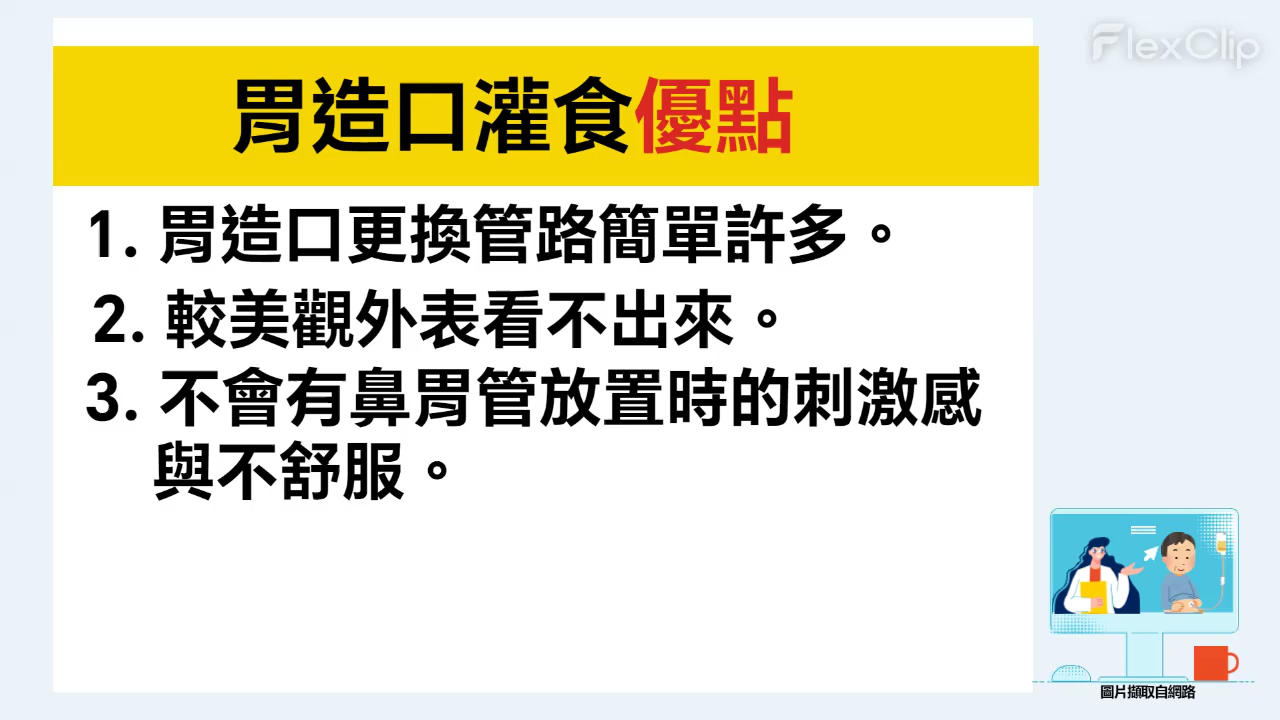 胃造口灌食優點
1. 胃造口更換管路簡單許多。
2. 較美觀外表看不出來。
3. 不會有鼻胃管放置時的刺激感
與不舒服。
FlexClip
圖片擷取自網路